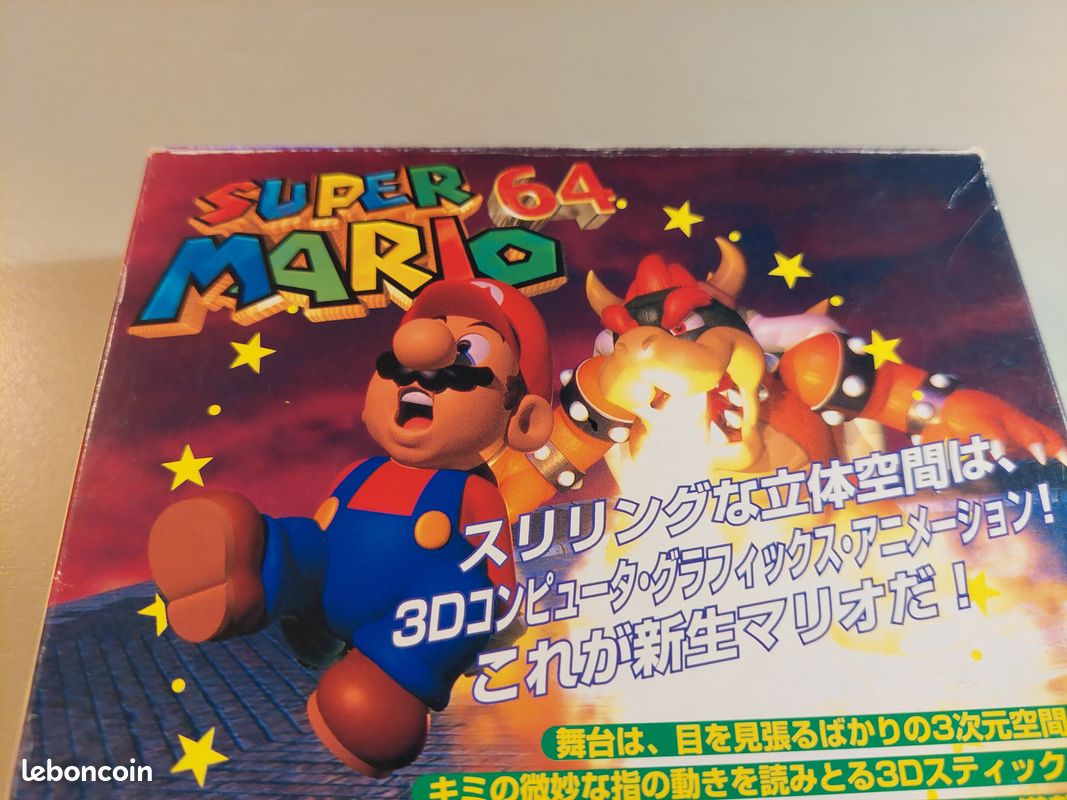 SUPER
MARIO 64
スリリングな立体空間は、
3Dコンピュータ・グラフィックス・アニメーション!
これが新生マリオだ!
舞台は、目を見張るばかりの3次元空間
キミの微妙な指の動きを読みとる3Dスティック
leboncoin